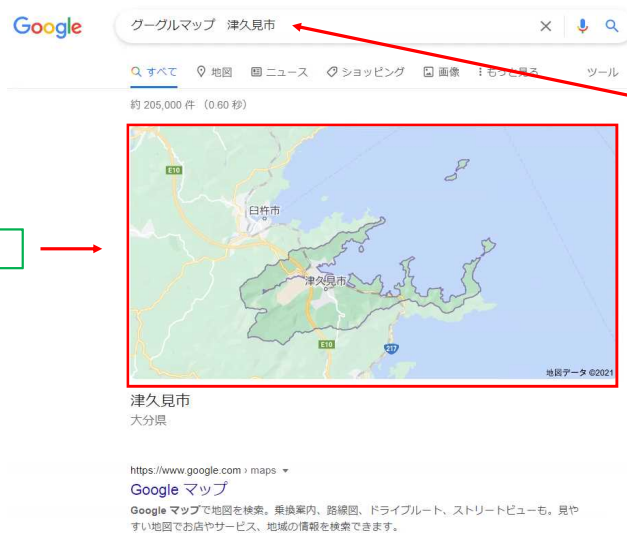 Google
グーグルマップ 津久見市
すべて 地図 ニュース ショッピング 画像 もっと見る ツール
約 205,000 件 (0.60 秒)
E10
臼杵市
津久見市
E10
217
地図データ ©2021
津久見市
大分県
https://www.google.com › maps
Google マップ
Google マップで地図を検索。乗換案内、路線図、ドライブルート、ストリートビューも。見や
すい地図でお店やサービス、地域の情報を検索できます。